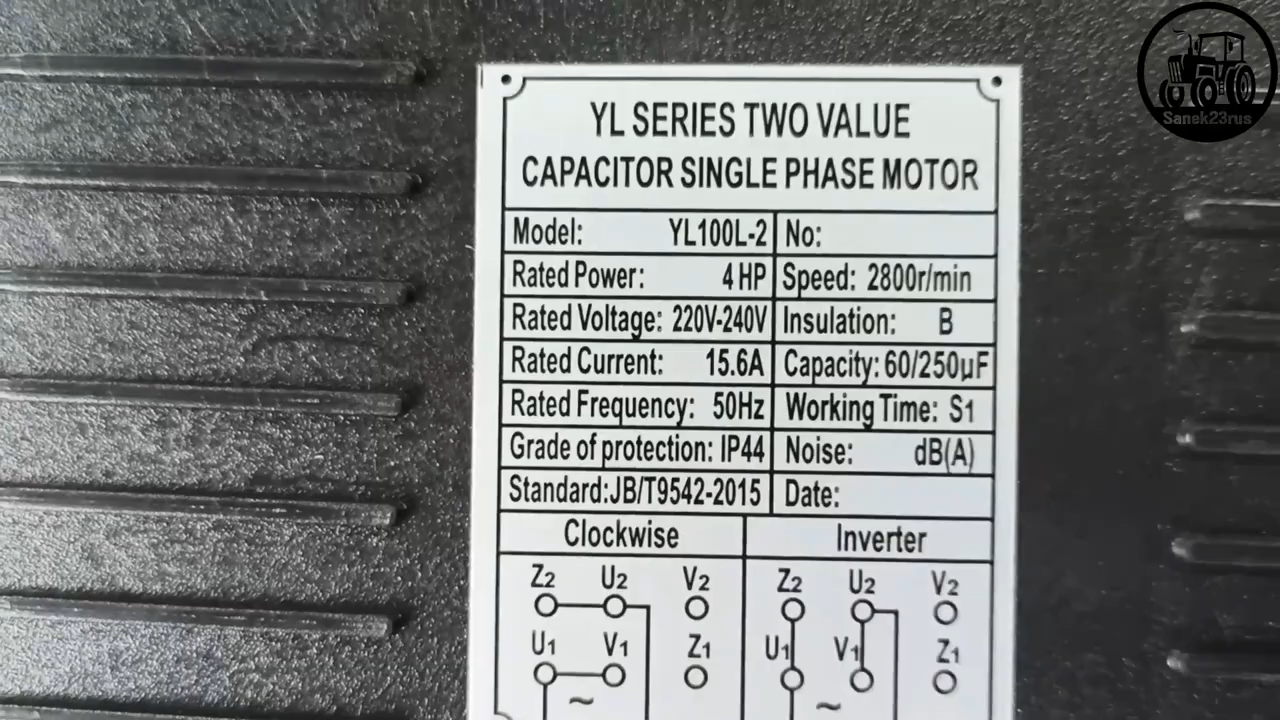 Sanek23rus
YL SERIES TWO VALUE
CAPACITOR SINGLE PHASE MOTOR
Model: YL100L-2 No:
Rated Power: 4 HP Speed: 2800r/min
Rated Voltage: 220V-240V Insulation: B
Rated Current: 15.6A Capacity: 60/250µF
Rated Frequency: 50Hz Working Time: S1
Grade of protection: IP44 Noise: dB(A)
Standard:JB/T9542-2015 Date:
Clockwise Inverter
Z2 U2 V2 Z2 U2 V2
U1 V1 Z1 U1 V1 Z1
~ ~